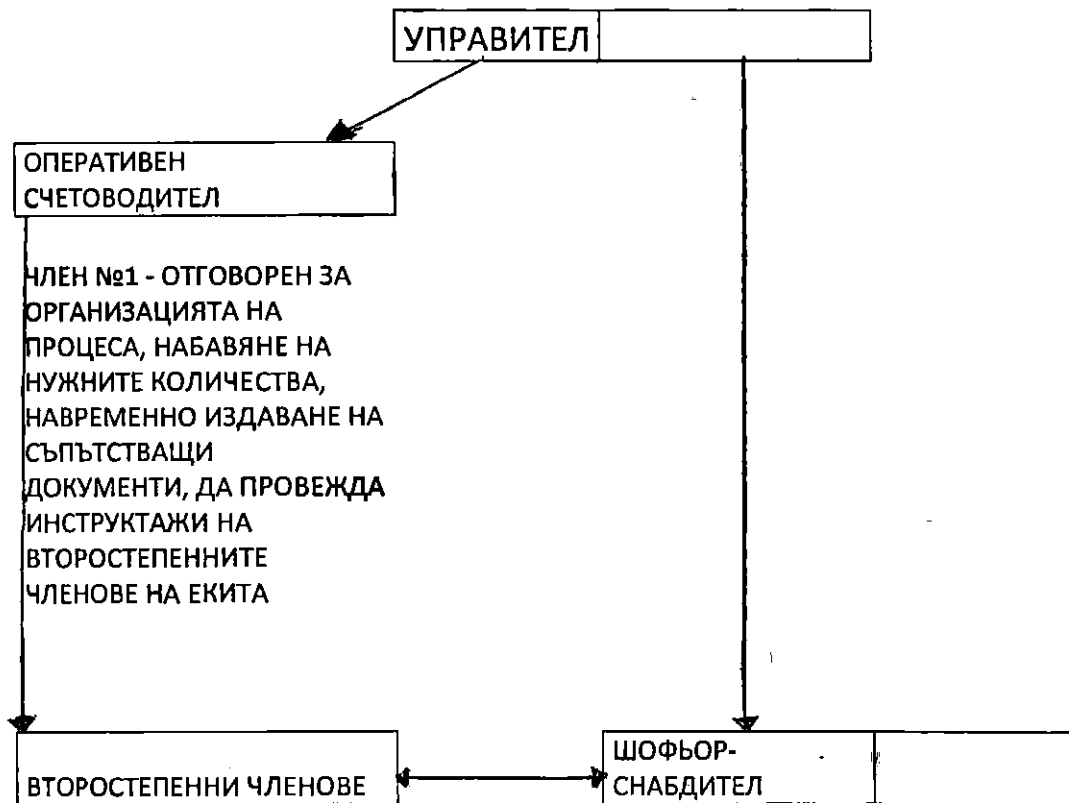 УПРАВИТЕЛ
ОПЕРАТИВЕН
СЧЕТОВОДИТЕЛ
ЧЛЕН №1 - ОТГОВОРЕН ЗА
ОРГАНИЗАЦИЯТА НА
ПРОЦЕСА, НАБАВЯНЕ НА
НУЖНИТЕ КОЛИЧЕСТВА,
НАВРЕМЕННО ИЗДАВАНЕ НА
СЪПЪТСТВАЩИ
ДОКУМЕНТИ, ДА ПРОВЕЖДА
ИНСТРУКТАЖИ НА
ВТОРОСТЕПЕННИТЕ
ЧЛЕНОВЕ НА ЕКИТА
ВТОРОСТЕПЕННИ ЧЛЕНОВЕ
ШОФЬОР-
СНАБДИТЕЛ